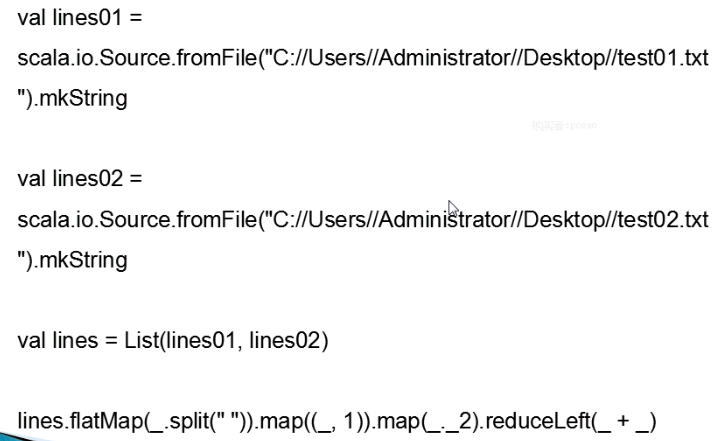 val lines01 =
scala.io.Source.fromFile("C://Users//Administrator//Desktop//test01.txt
").mkString
val lines02 =
scala.io.Source.fromFile("C://Users//Administrator//Desktop//test02.txt
").mkString
val lines = List(lines01, lines02)
lines.flatMap(_.split(" ")).map((_, 1)).map(_._2).reduceLeft(_ + _)